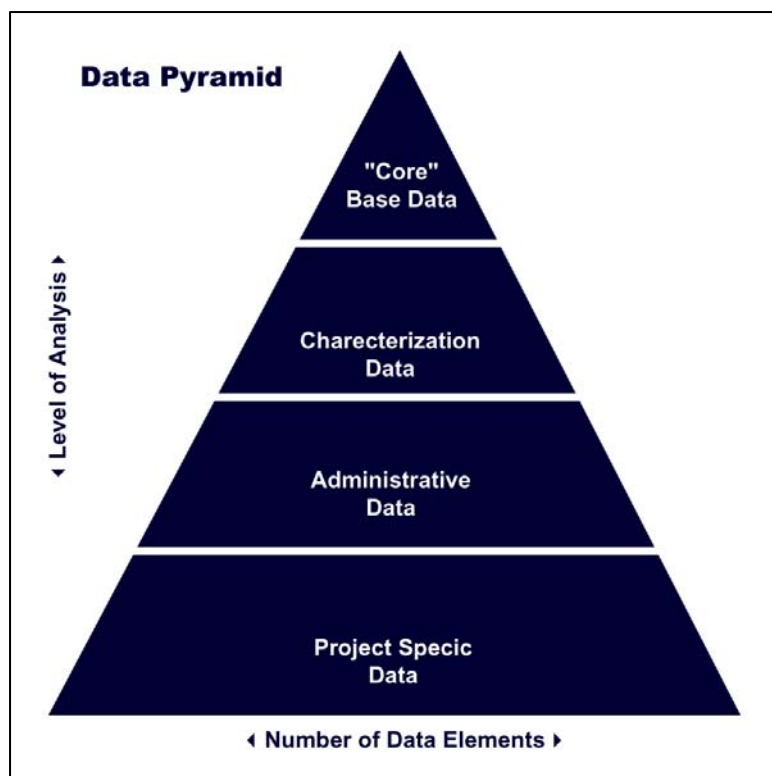 Data Pyramid
"Core"
Base Data
Charecterization
Data
Administrative
Data
Project Specic
Data
Level of Analysis
Number of Data Elements